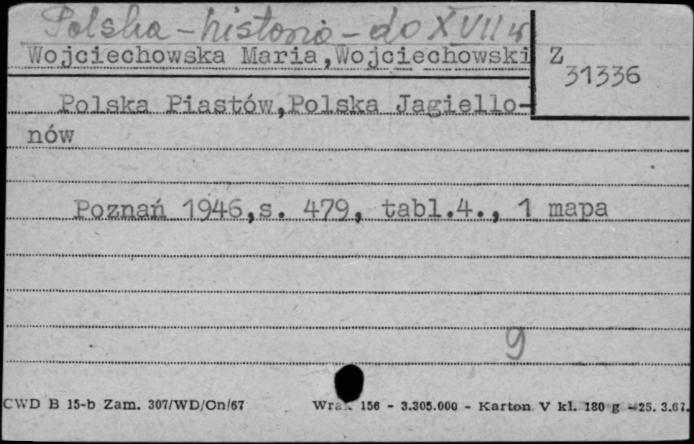 Polska - historia - do XVII w
Wojciechowska Maria,Wojciechowski
Z
31336
Polska Piastów,Polska Jagiello-
nów
Poznań 1946,s. 479, tabl.4., 1 mapa
9
CWD B 15-b Zam. 307/WD/On/67
156 - 3.305.000 - Karton V kl. 180 g -25. 3.67.